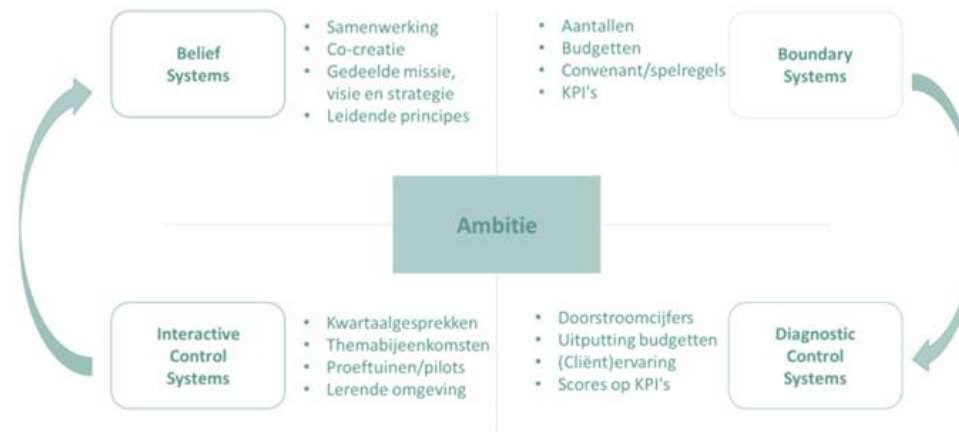 Belief
Systems
• Samenwerking
• Co-creatie
• Gedeelde missie,
visie en strategie
• Leidende principes
• Aantallen
• Budgetten
• Convenant/spelregels
• KPI's
Boundary
Systems
Ambitie
Interactive
Control
Systems
• Kwartaalgesprekken
• Themabijeenkomsten
• Proeftuinen/pilots
• Lerende omgeving
• Doorstroomcijfers
• Uitputting budgetten
• (Cliënt)ervaring
• Scores op KPI's
Diagnostic
Control
Systems